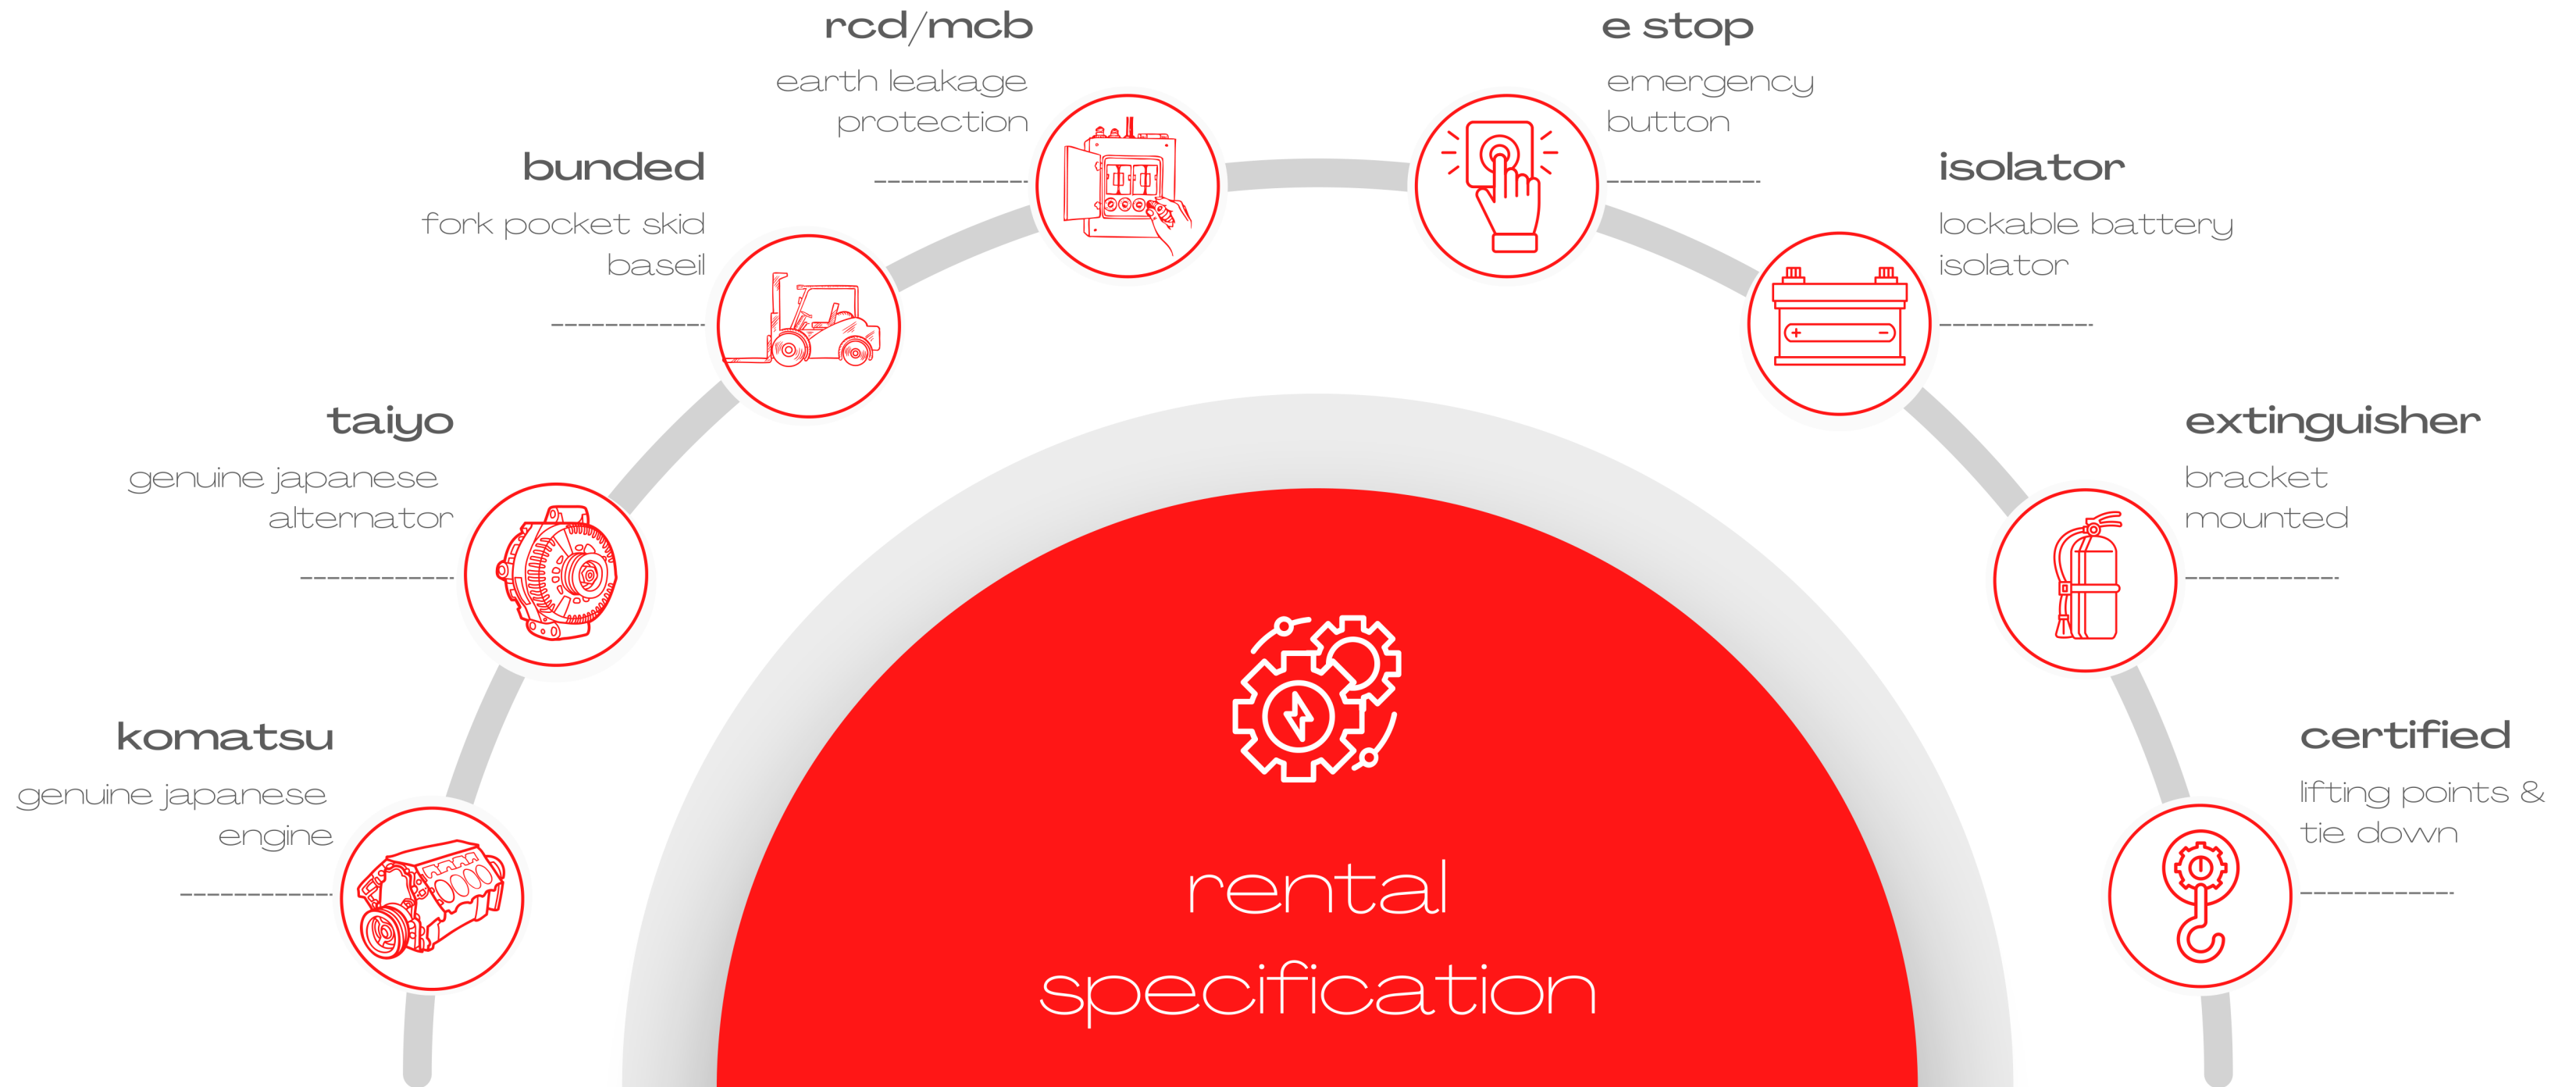 rcd/mcb
earth leakage
protection
e stop
emergency
button
bunded
fork pocket skid
baseil
isolator
lockable battery
isolator
taiyo
genuine japanese
alternator
extinguisher
bracket
mounted
komatsu
genuine japanese
engine
certified
lifting points &
tie down
rental
specification